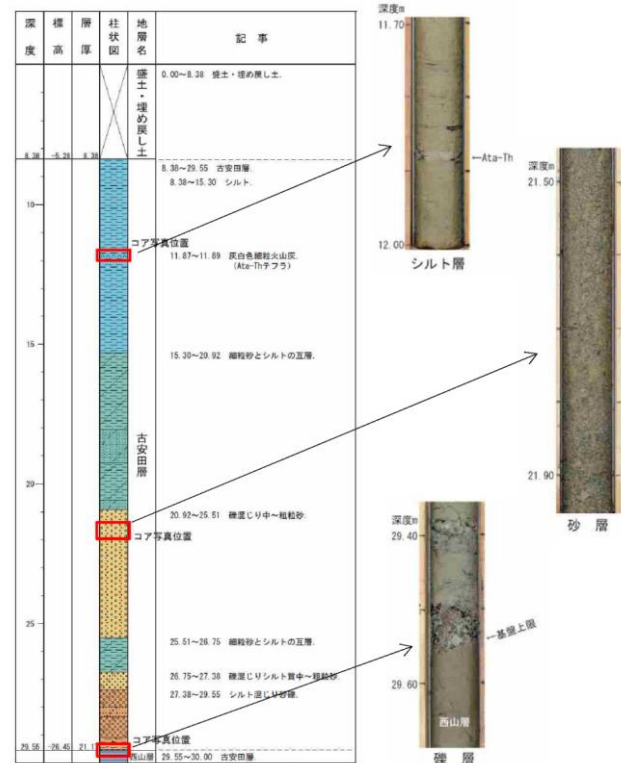 深度
標高
層厚
柱状図
地層名
記事
盛土・埋め戻し土
0.00~8.38 盛土・埋め戻し土.
8.38 -5.28 8.38
8.38~29.55 古安田層.
8.38~15.30 シルト.
10
コア写真位置
11.87~11.89 灰白色細粒火山灰.
(Ata-Thテフラ)
15
15.30~20.92 細粒砂とシルトの互層.
古安田層
20
20.92~25.51 礫混じり中~粗粒砂.
コア写真位置
25
25.51~26.75 細粒砂とシルトの互層.
26.75~27.38 礫混じりシルト質中~粗粒砂.
27.38~29.55 シルト混じり砂礫.
コア写真位置
29.55 -26.45 21.17
西山層
29.55~30.00 古安田層.
深度m
11.70
Ata-Th
12.00
シルト層
深度m
21.50
21.90
砂 層
深度m
29.40
基盤上限
29.60
西山層
礫 層